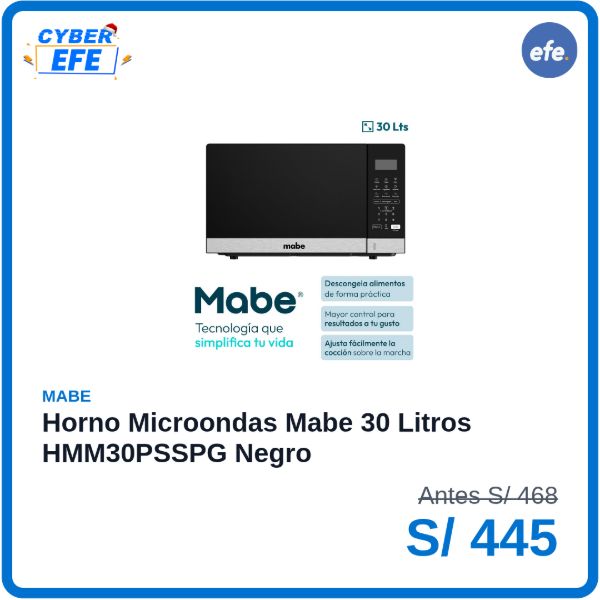 CYBER
EFE
efe.
30 Lts
mabe
Mabe®
Tecnología que
simplifica tu vida
Descongela alimentos
de forma práctica
Mayor control para
resultados a tu gusto
Ajusta fácilmente la
cocción sobre la marcha
MABE
Horno Microondas Mabe 30 Litros
HMM30PSSPG Negro
Antes S/ 468
S/ 445